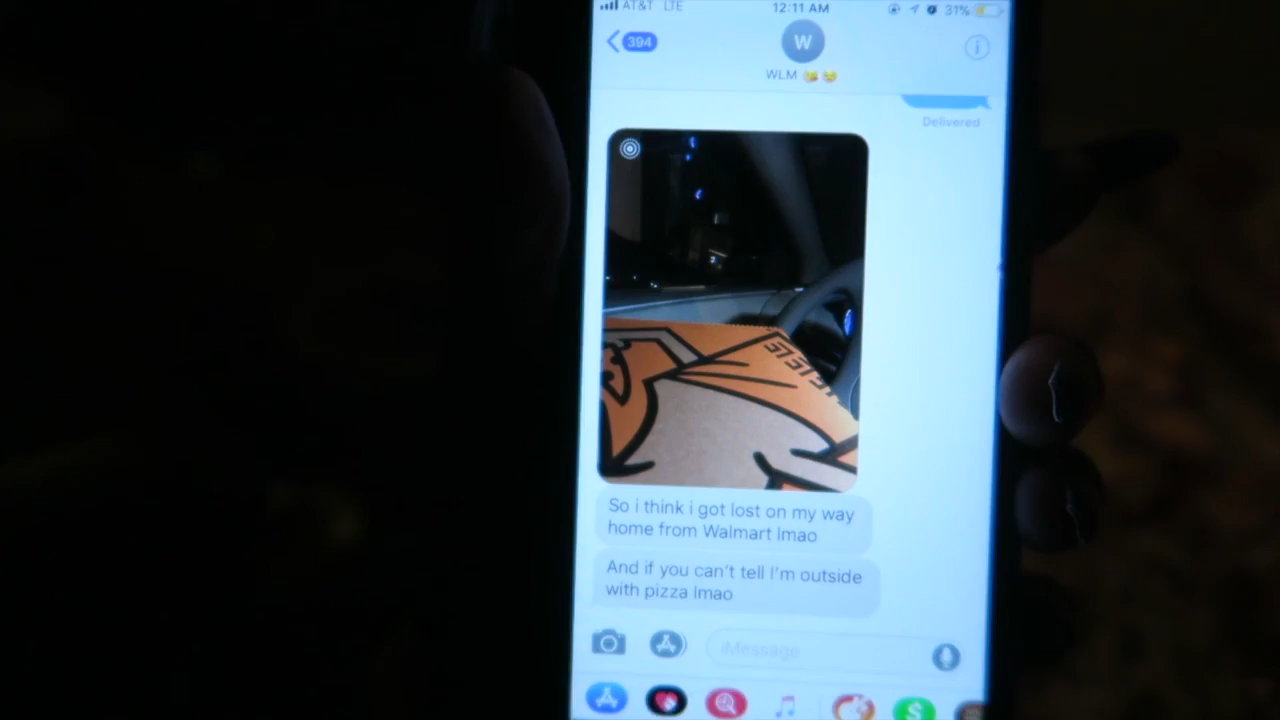 AT&T LTE 12:11 AM 31%
394
W
WLM 😘 😂
Delivered
So i think i got lost on my way
home from Walmart lmao
And if you can't tell I'm outside
with pizza lmao
iMessage